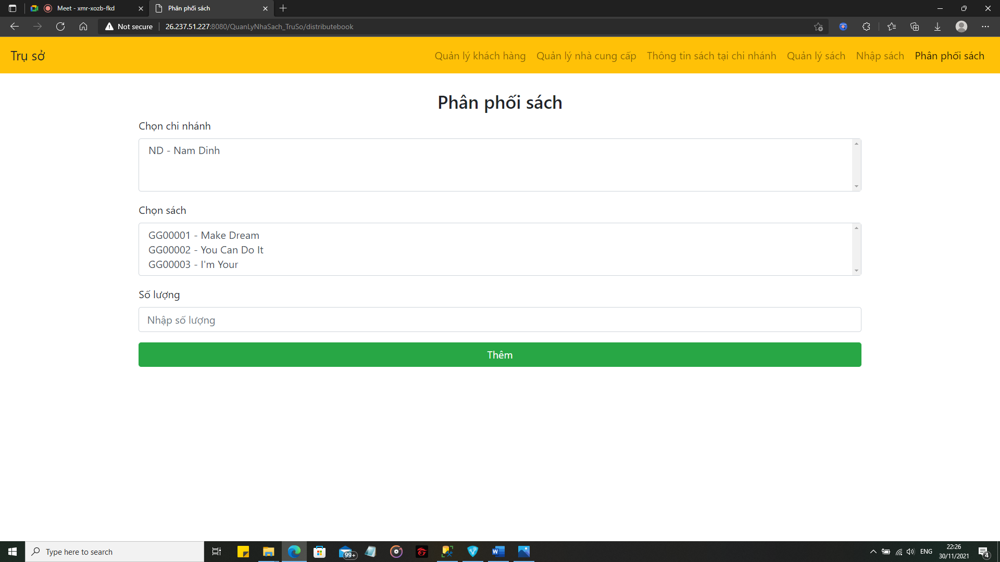 Meet - xmr-xozb-fkd
Phân phối sách
Not secure
26.237.51.227:8080/QuanLyNhaSach_TruSo/distributebook
Trụ sở
Quản lý khách hàng
Quản lý nhà cung cấp
Thông tin sách tại chi nhánh
Quản lý sách
Nhập sách
Phân phối sách
Phân phối sách
Chọn chi nhánh
ND - Nam Dinh
Chọn sách
GG00001 - Make Dream
GG00002 - You Can Do It
GG00003 - I'm Your
Số lượng
Nhập số lượng
Thêm
Type here to search
99+
W
ENG
22:26
30/11/2021
4